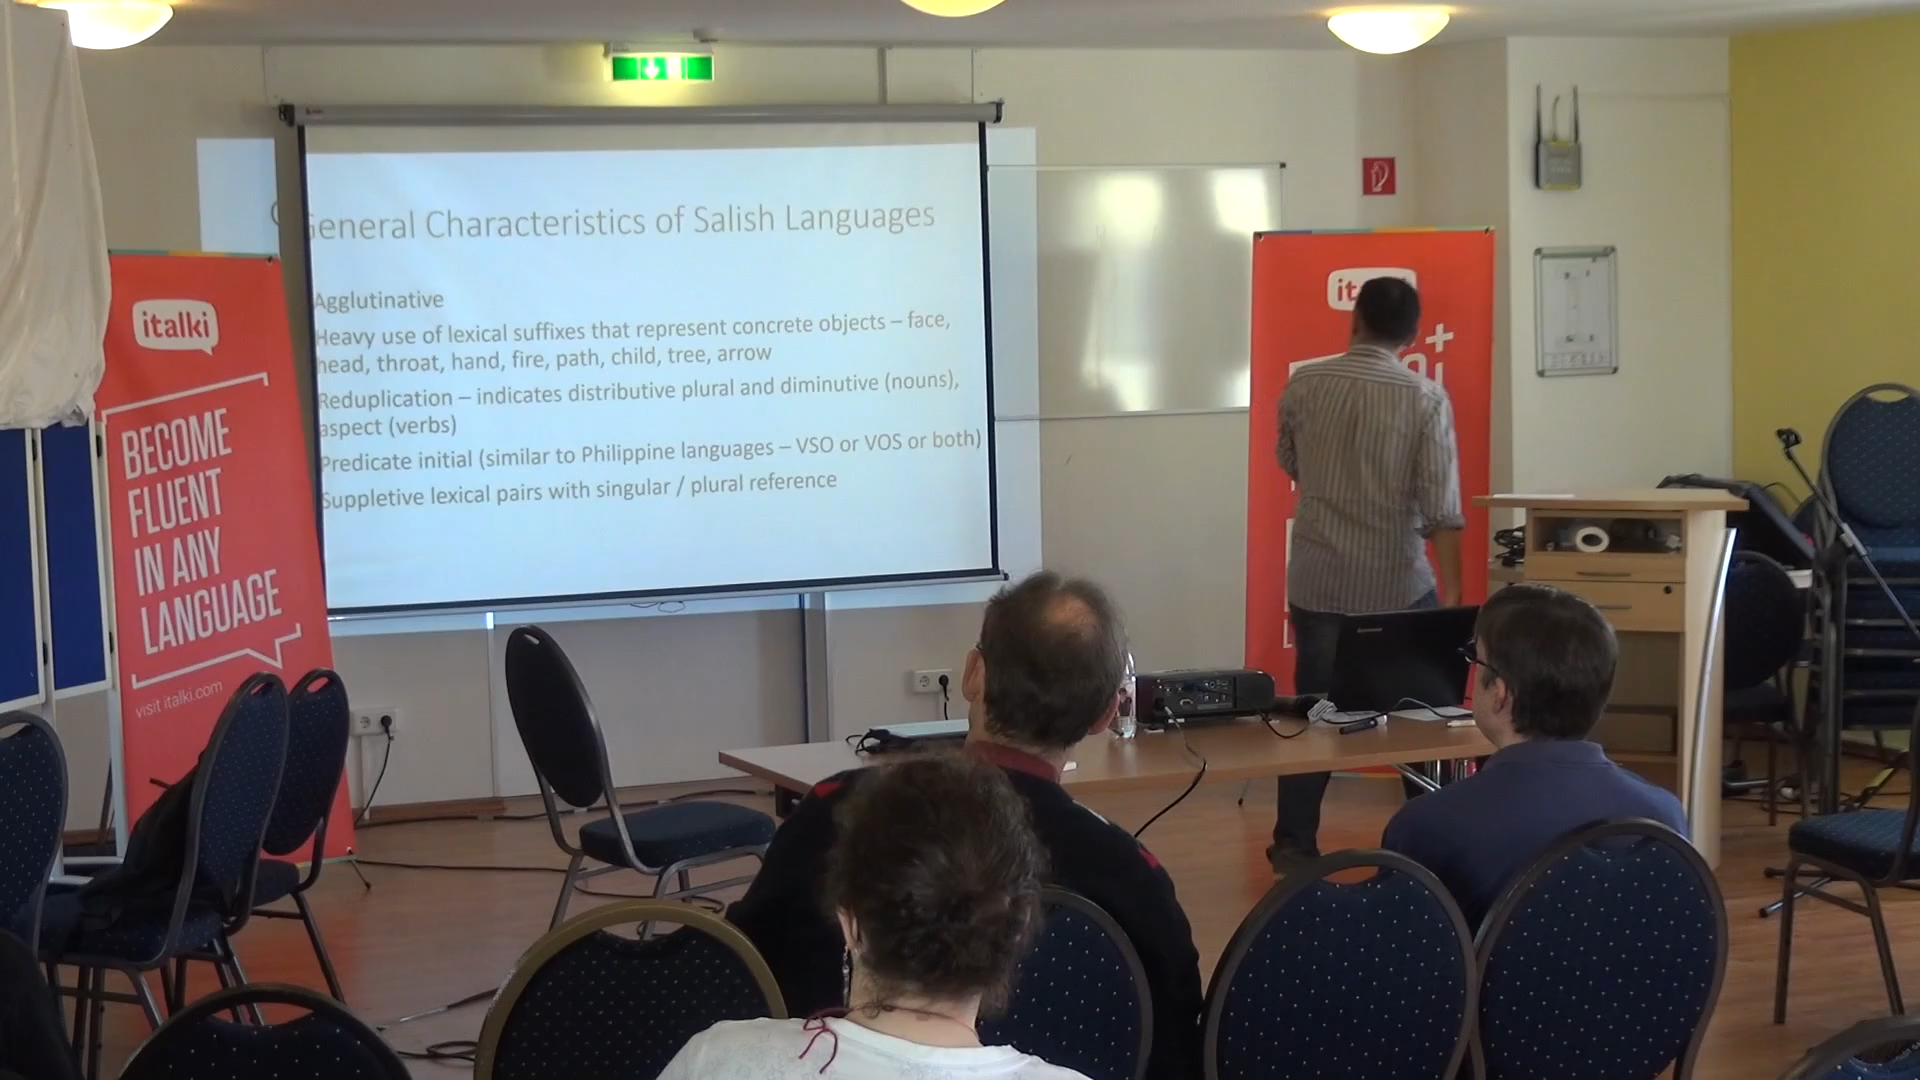 General Characteristics of Salish Languages
Agglutinative
Heavy use of lexical suffixes that represent concrete objects – face,
head, throat, hand, fire, path, child, tree, arrow
Reduplication – indicates distributive plural and diminutive (nouns),
aspect (verbs)
Predicate initial (similar to Philippine languages – VSO or VOS or both)
Suppletive lexical pairs with singular / plural reference
italki
BECOME
FLUENT
IN ANY
LANGUAGE
visit italki.com